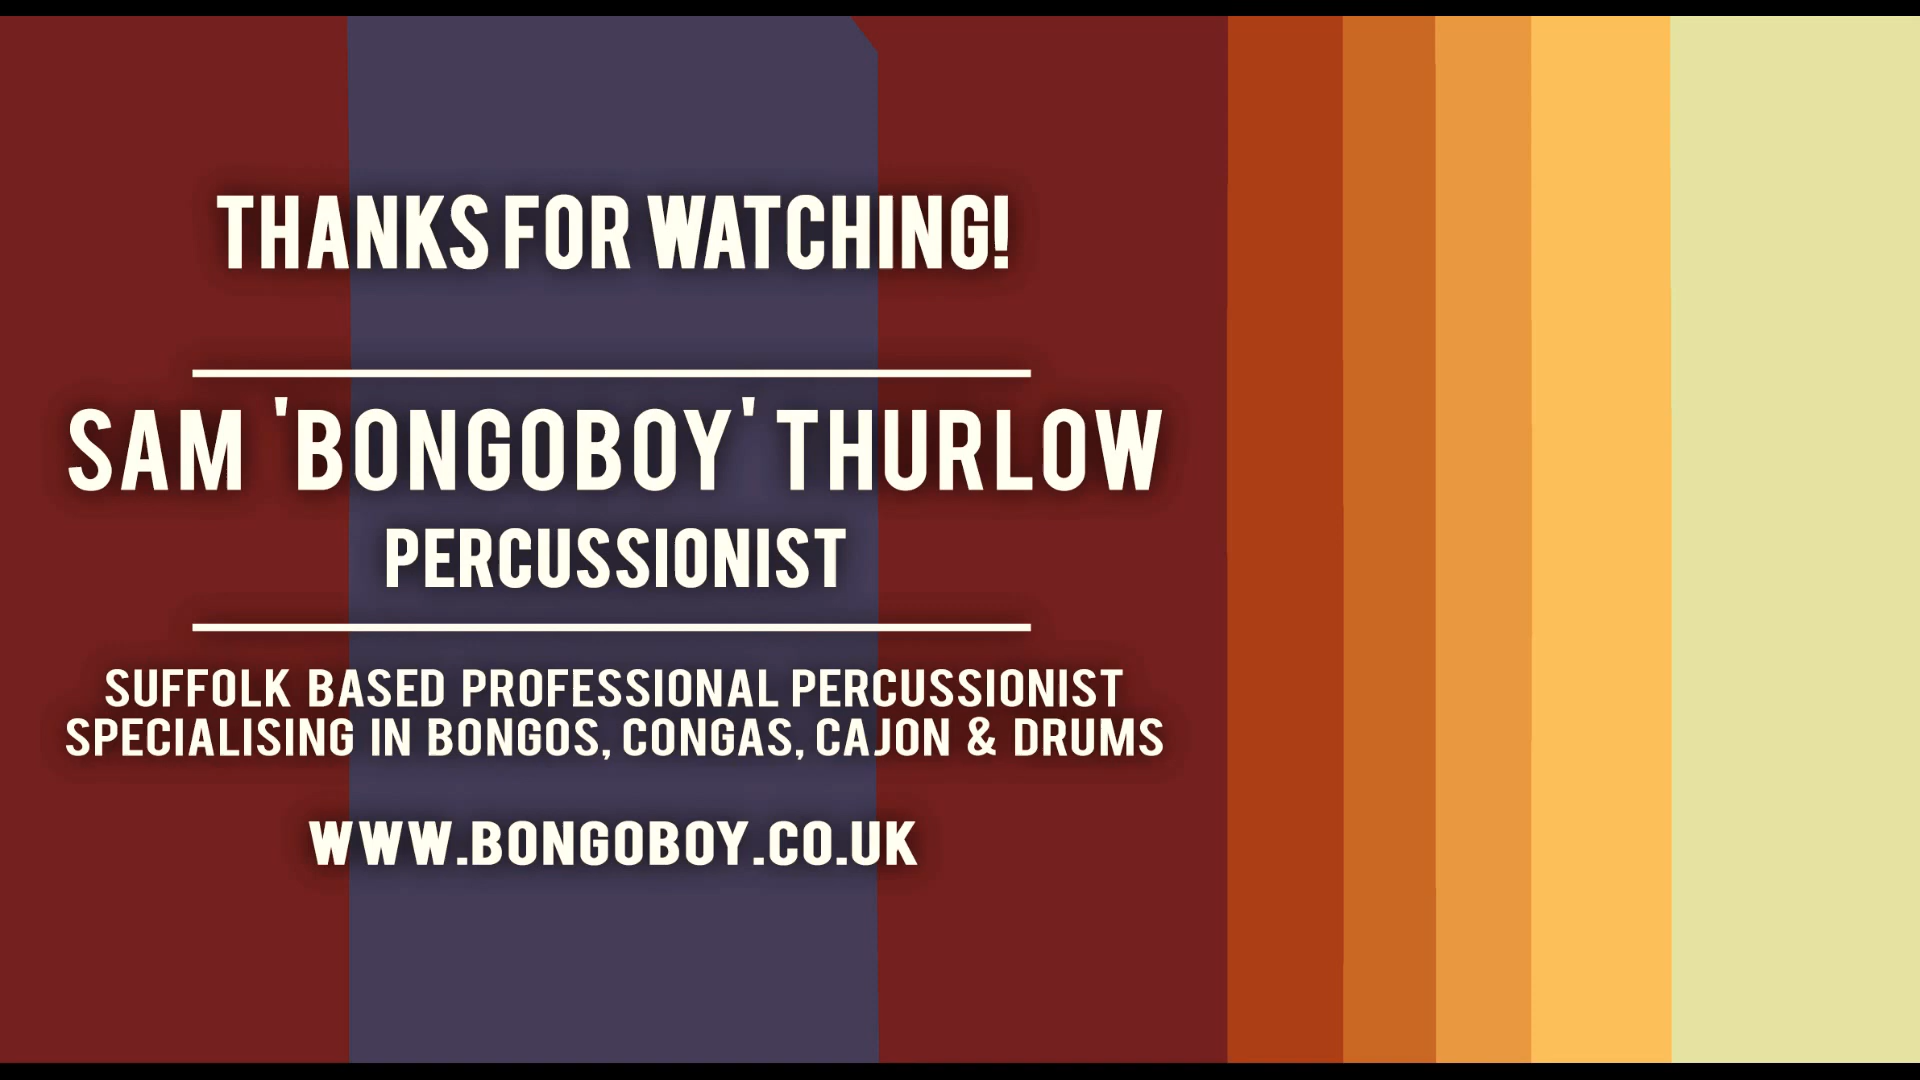 THANKS FOR WATCHING!
SAM 'BONGOBOY' THURLOW
PERCUSSIONIST
SUFFOLK BASED PROFESSIONAL PERCUSSIONIST
SPECIALISING IN BONGOS, CONGAS, CAJON & DRUMS
WWW.BONGOBOY.CO.UK